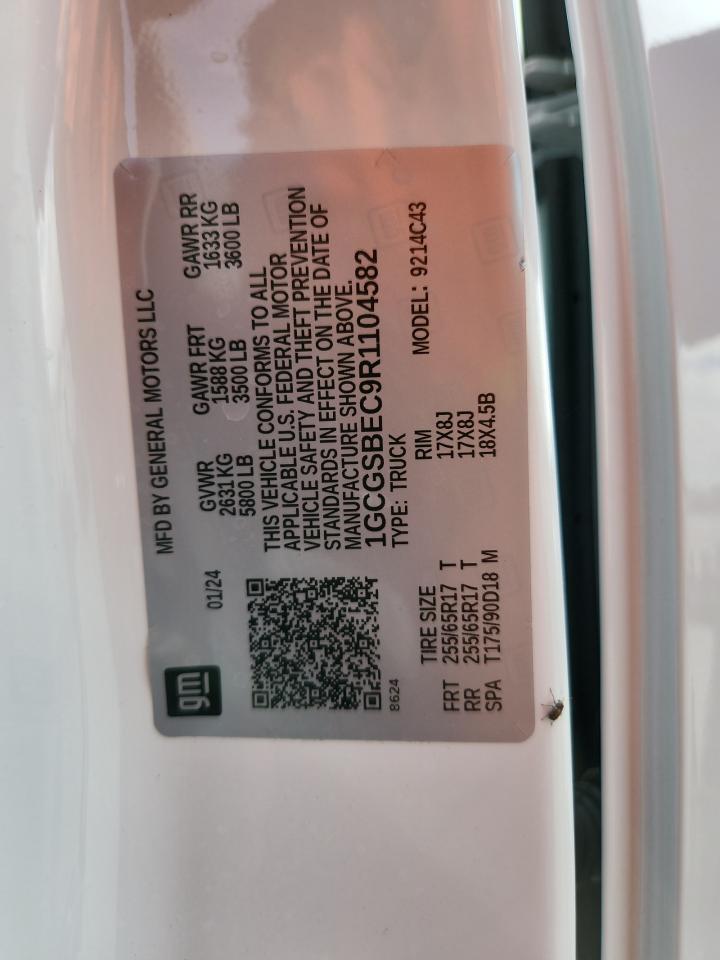 gm
MFD BY GENERAL MOTORS LLC
01/24
GVWR GAWR FRT GAWR RR
2631 KG 1588 KG 1633 KG
5800 LB 3500 LB 3600 LB
THIS VEHICLE CONFORMS TO ALL
APPLICABLE U.S. FEDERAL MOTOR
VEHICLE SAFETY AND THEFT PREVENTION
STANDARDS IN EFFECT ON THE DATE OF
MANUFACTURE SHOWN ABOVE.
1GCGSBEC9R1104582
8624
TYPE: TRUCK MODEL: 9214C43
TIRE SIZE RIM
FRT 255/65R17 T 17X8J
RR 255/65R17 T 17X8J
SPA T175/90D18 M 18X4.5B